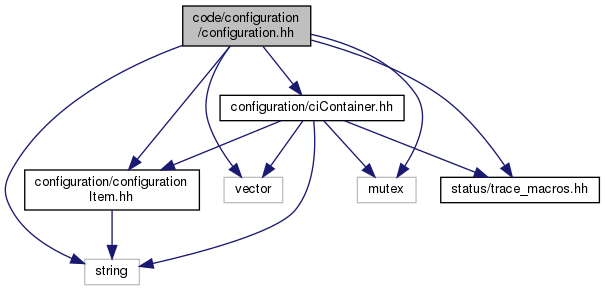 code/configuration
/configuration.hh
configuration/ciContainer.hh
configuration/configuration
Item.hh
vector
mutex
status/trace_macros.hh
string